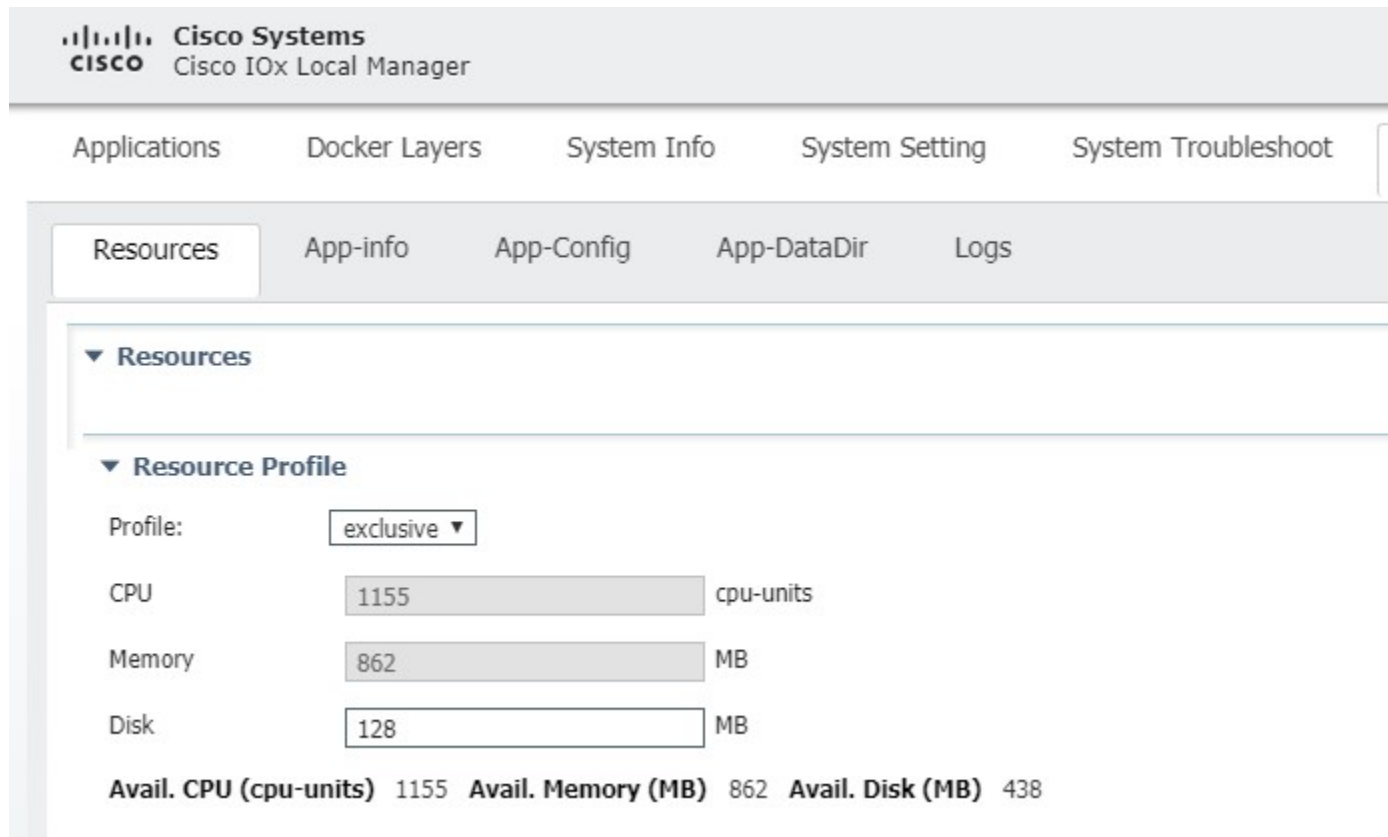 Cisco Systems
CISCO Cisco IOx Local Manager
Applications Docker Layers System Info System Setting System Troubleshoot
Resources App-info App-Config App-DataDir Logs
▼ Resources
▼ Resource Profile
Profile: exclusive ▼
CPU 1155 cpu-units
Memory 862 MB
Disk 128 MB
Avail. CPU (cpu-units) 1155 Avail. Memory (MB) 862 Avail. Disk (MB) 438